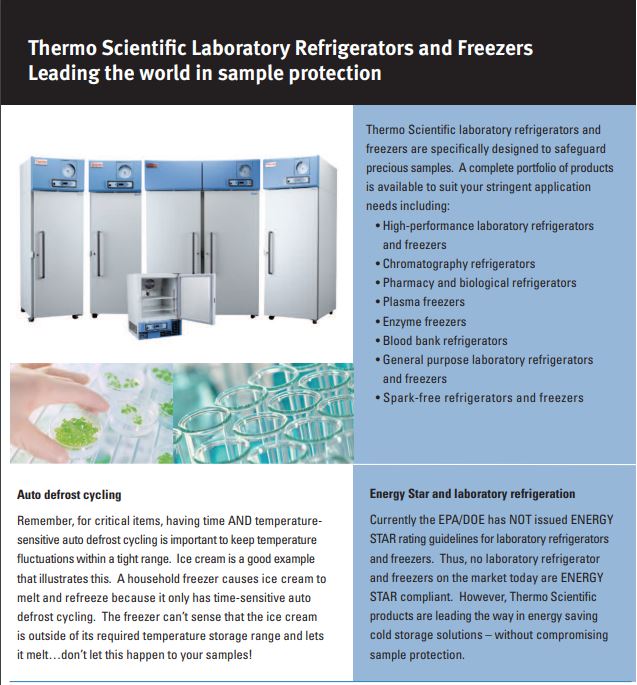 Thermo Scientific Laboratory Refrigerators and Freezers
Leading the world in sample protection
Thermo Scientific laboratory refrigerators and
freezers are specifically designed to safeguard
precious samples. A complete portfolio of products
is available to suit your stringent application
needs including:
• High-performance laboratory refrigerators
and freezers
• Chromatography refrigerators
• Pharmacy and biological refrigerators
• Plasma freezers
• Enzyme freezers
• Blood bank refrigerators
• General purpose laboratory refrigerators
and freezers
• Spark-free refrigerators and freezers
Auto defrost cycling
Remember, for critical items, having time AND temperature-
sensitive auto defrost cycling is important to keep temperature
fluctuations within a tight range. Ice cream is a good example
that illustrates this. A household freezer causes ice cream to
melt and refreeze because it only has time-sensitive auto
defrost cycling. The freezer can't sense that the ice cream
is outside of its required temperature storage range and lets
it melt…don't let this happen to your samples!
Energy Star and laboratory refrigeration
Currently the EPA/DOE has NOT issued ENERGY
STAR rating guidelines for laboratory refrigerators
and freezers. Thus, no laboratory refrigerator
and freezers on the market today are ENERGY
STAR compliant. However, Thermo Scientific
products are leading the way in energy saving
cold storage solutions – without compromising
sample protection.